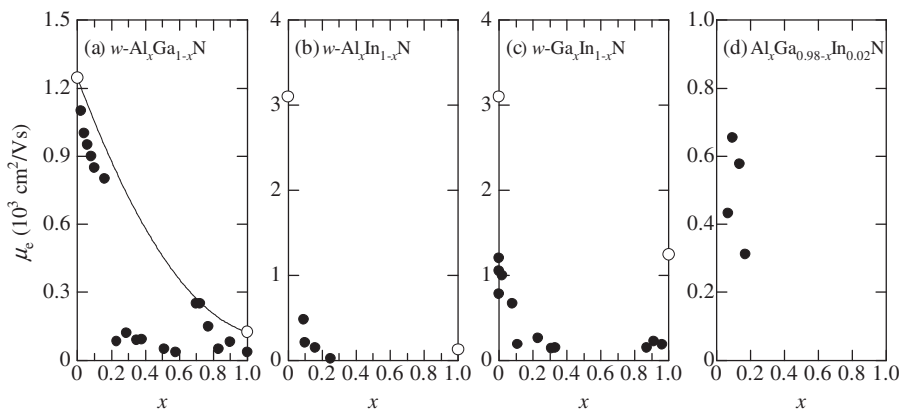 (a) w-AlxGa1-xN
(b) w-AlxIn1-xN
(c) w-GaxIn1-xN
(d) AlxGa0.98-xIn0.02N
μe (10³ cm²/Vs)
1.5
1.2
0.9
0.6
0.3
0
4
3
2
1
0
4
3
2
1
0
1.0
0.8
0.6
0.4
0.2
0
0 0.2 0.4 0.6 0.8 1.0
0 0.2 0.4 0.6 0.8 1.0
0 0.2 0.4 0.6 0.8 1.0
0 0.2 0.4 0.6 0.8 1.0
x
x
x
x